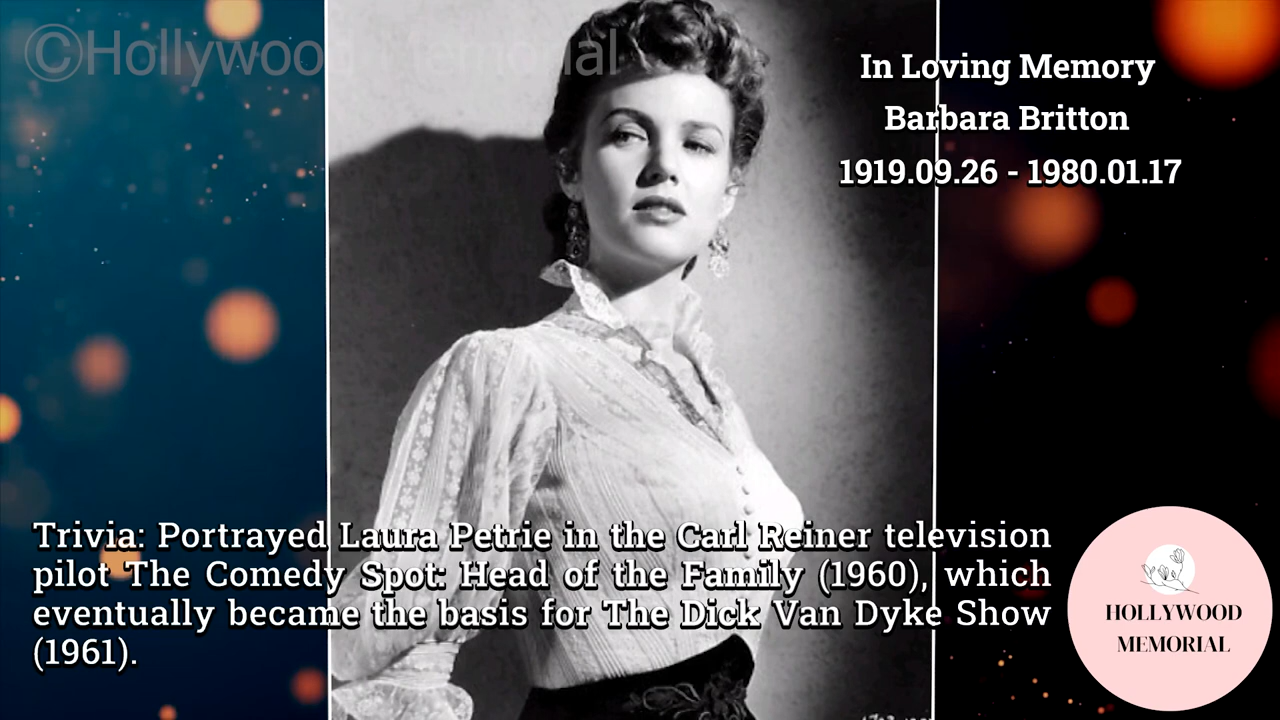 ©Hollywood Memorial
In Loving Memory
Barbara Britton
1919.09.26 - 1980.01.17
Trivia: Portrayed Laura Petrie in the Carl Reiner television
pilot The Comedy Spot: Head of the Family (1960), which
eventually became the basis for The Dick Van Dyke Show
(1961).
HOLLYWOOD
MEMORIAL